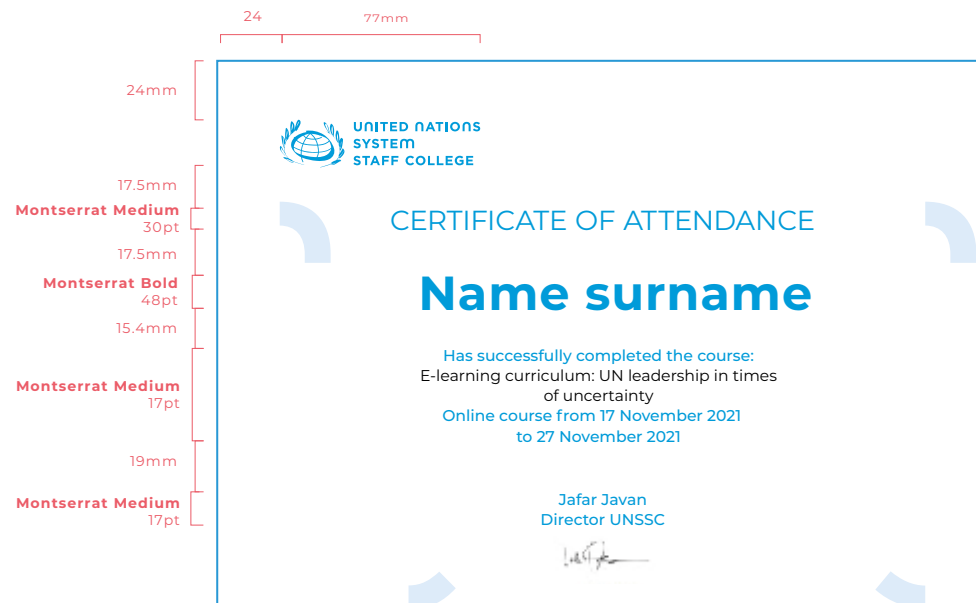 24
77mm
24mm
UNITED NATIONS
SYSTEM
STAFF COLLEGE
17.5mm
Montserrat Medium
30pt
CERTIFICATE OF ATTENDANCE
17.5mm
Montserrat Bold
48pt
Name surname
15.4mm
Montserrat Medium
17pt
Has successfully completed the course:
E-learning curriculum: UN leadership in times
of uncertainty
Online course from 17 November 2021
to 27 November 2021
19mm
Montserrat Medium
17pt
Jafar Javan
Director UNSSC